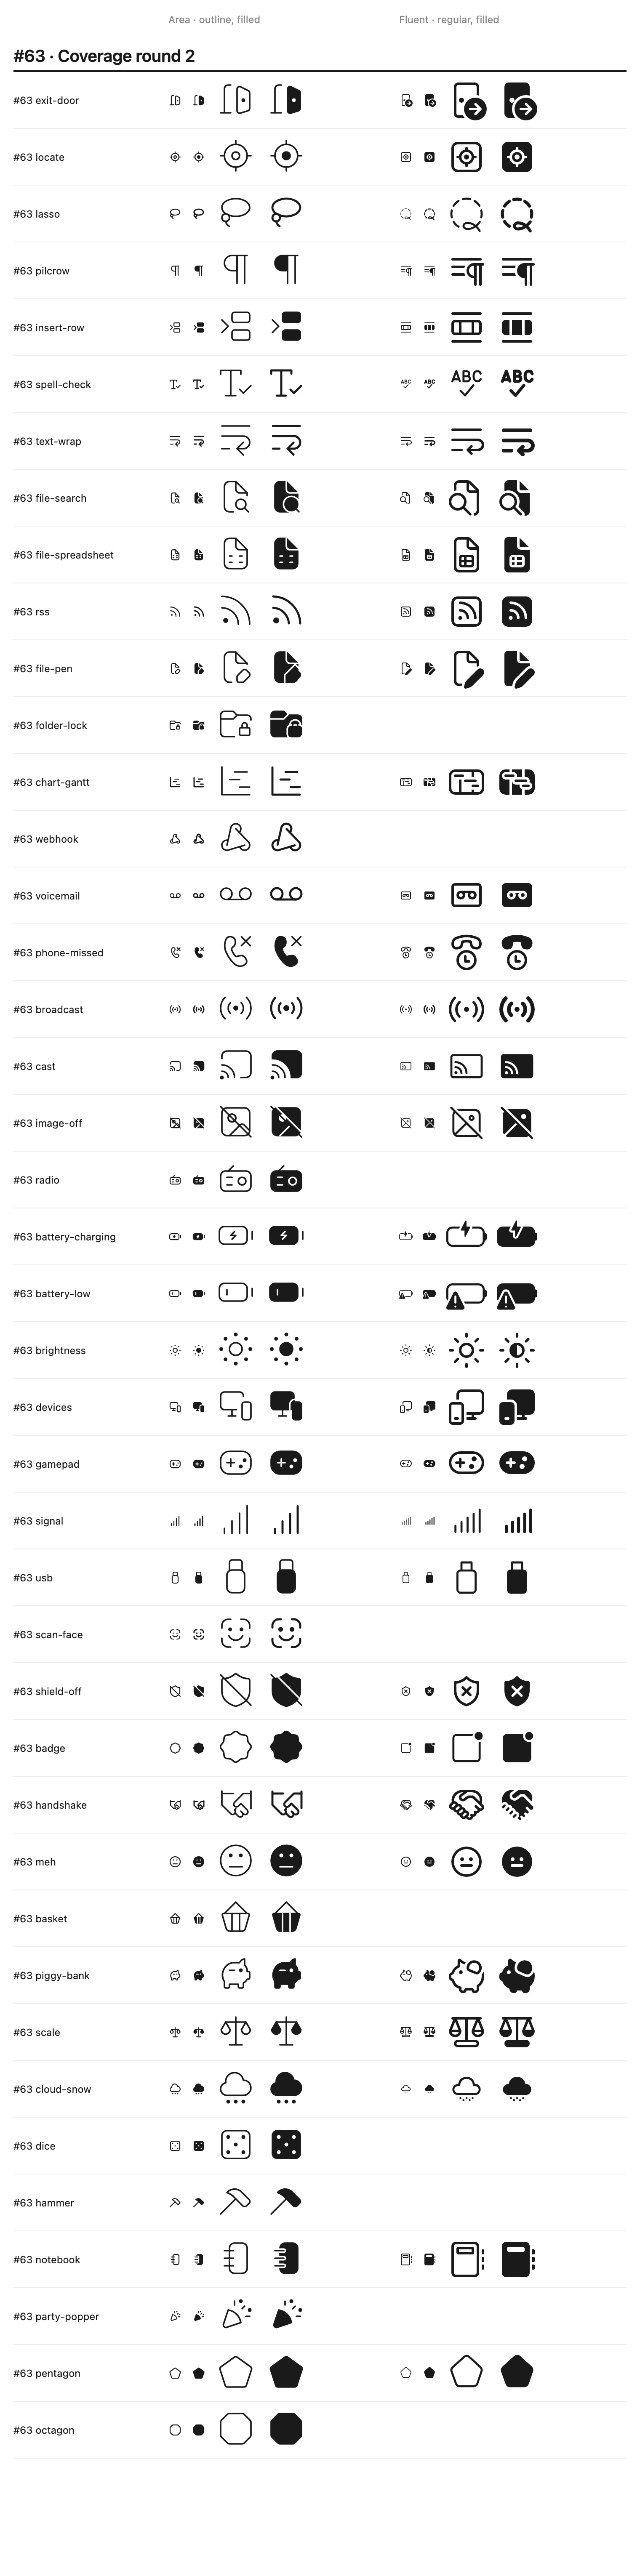 Area · outline, filled
Fluent · regular, filled
#63 · Coverage round 2
#63 exit-door
#63 locate
#63 lasso
#63 pilcrow
#63 insert-row
#63 spell-check
ABC
ABC
ABC
ABC
#63 text-wrap
#63 file-search
#63 file-spreadsheet
#63 rss
#63 file-pen
#63 folder-lock
#63 chart-gantt
#63 webhook
#63 voicemail
#63 phone-missed
#63 broadcast
#63 cast
#63 image-off
#63 radio
#63 battery-charging
#63 battery-low
#63 brightness
#63 devices
#63 gamepad
#63 signal
#63 usb
#63 scan-face
#63 shield-off
#63 badge
#63 handshake
#63 meh
#63 basket
#63 piggy-bank
#63 scale
#63 cloud-snow
#63 dice
#63 hammer
#63 notebook
#63 party-popper
#63 pentagon
#63 octagon